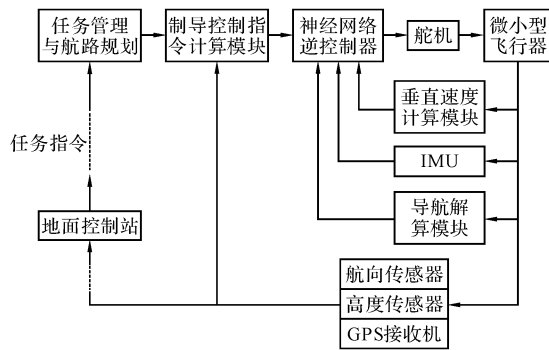 任务管理
与航路规划
制导控制指
令计算模块
神经网络
逆控制器
舵机
微小型
飞行器
垂直速度
计算模块
任务指令
IMU
导航解
算模块
地面控制站
航向传感器
高度传感器
GPS接收机